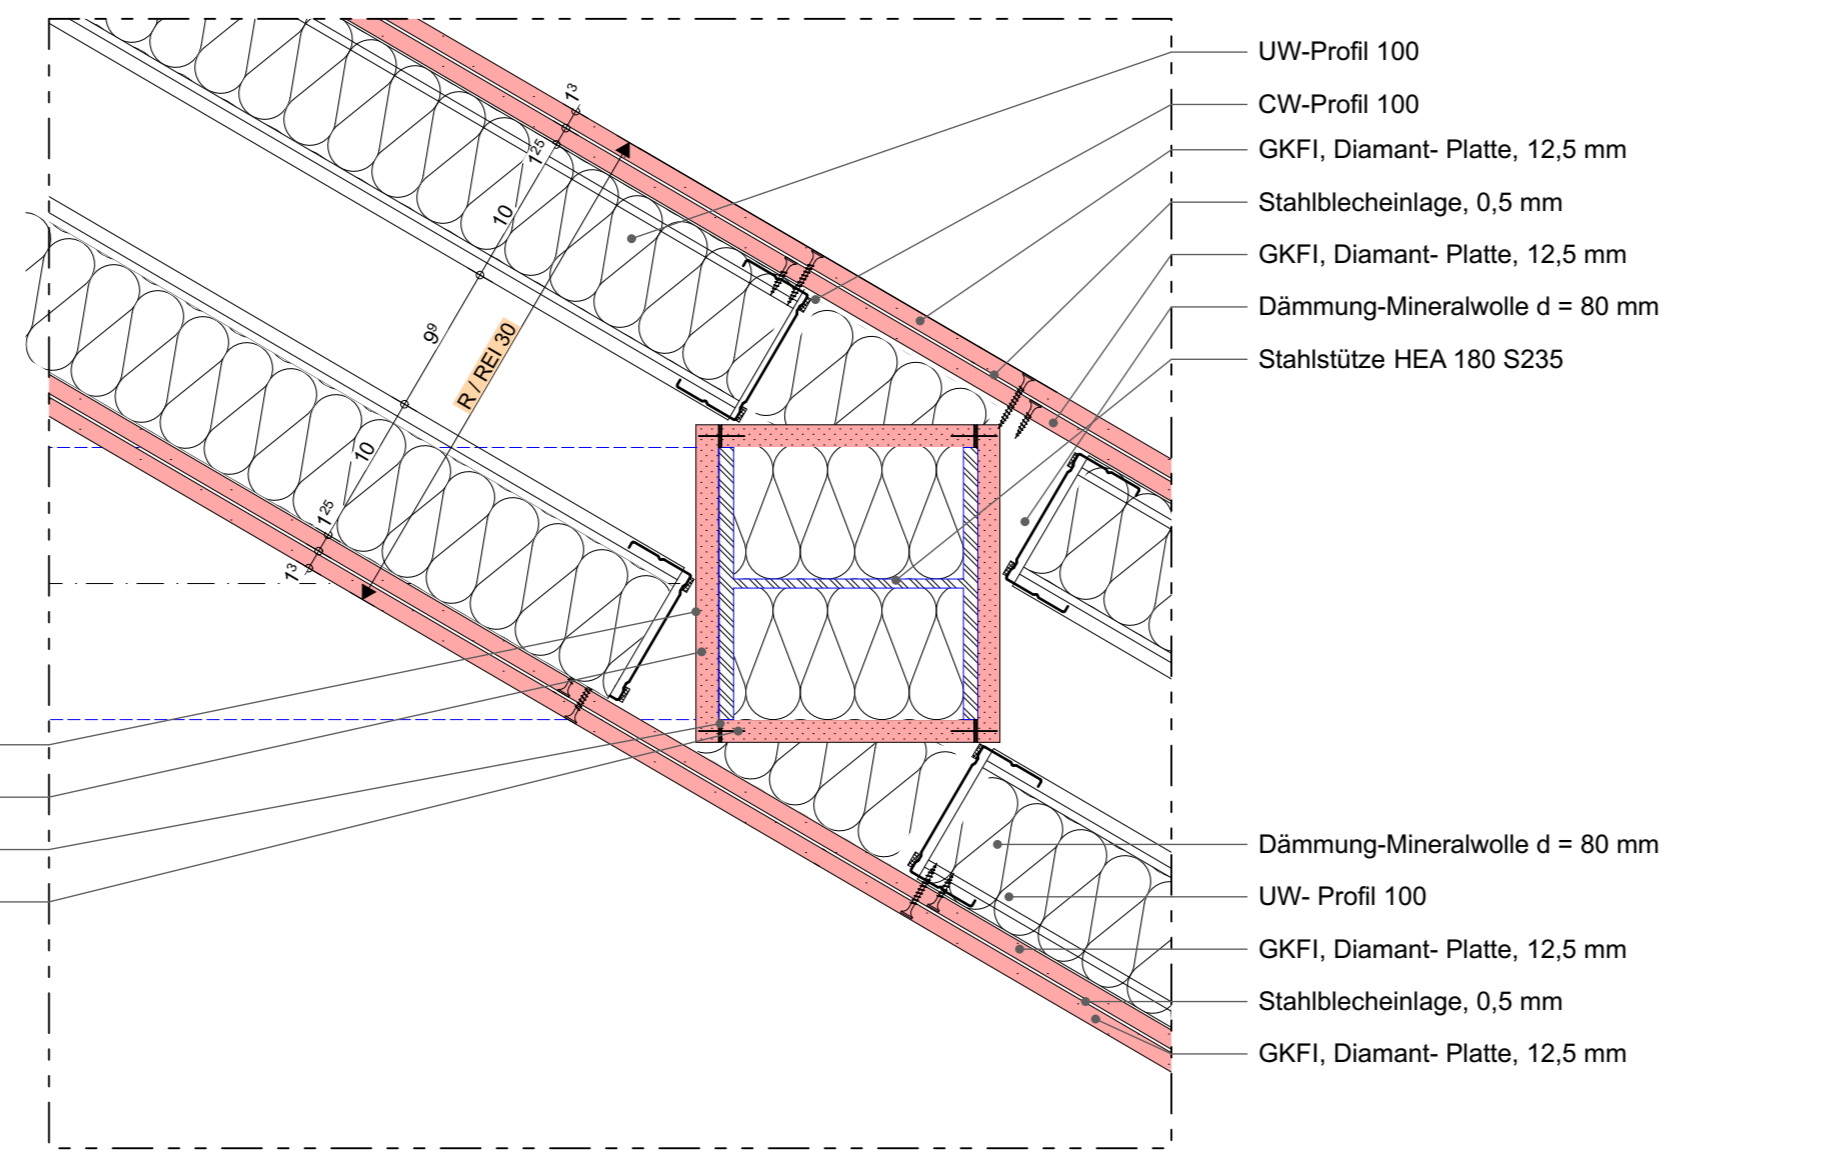 UW-Profil 100
CW-Profil 100
GKFI, Diamant- Platte, 12,5 mm
Stahlblecheinlage, 0,5 mm
GKFI, Diamant- Platte, 12,5 mm
Dämmung-Mineralwolle d = 80 mm
Stahlstütze HEA 180 S235
1³
1²⁵
10
9⁹
R / REI 30
10
1²⁵
1³
Dämmung-Mineralwolle d = 80 mm
UW- Profil 100
GKFI, Diamant- Platte, 12,5 mm
Stahlblecheinlage, 0,5 mm
GKFI, Diamant- Platte, 12,5 mm